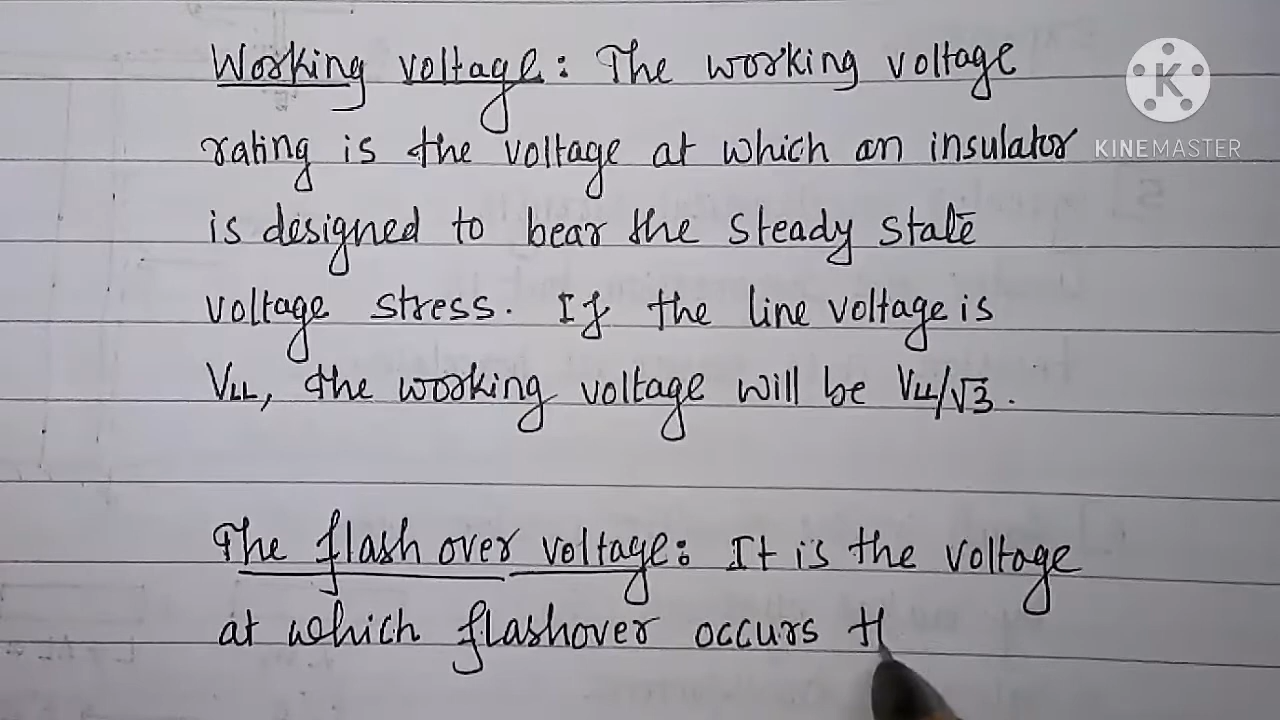 Working voltage: The working voltage
rating is the voltage at which an insulator
is designed to bear the steady state
voltage stress. If the line voltage is
VLL, the working voltage will be VLL/√3.
The flash over voltage: It is the voltage
at which flashover occurs
K
KINEMASTER